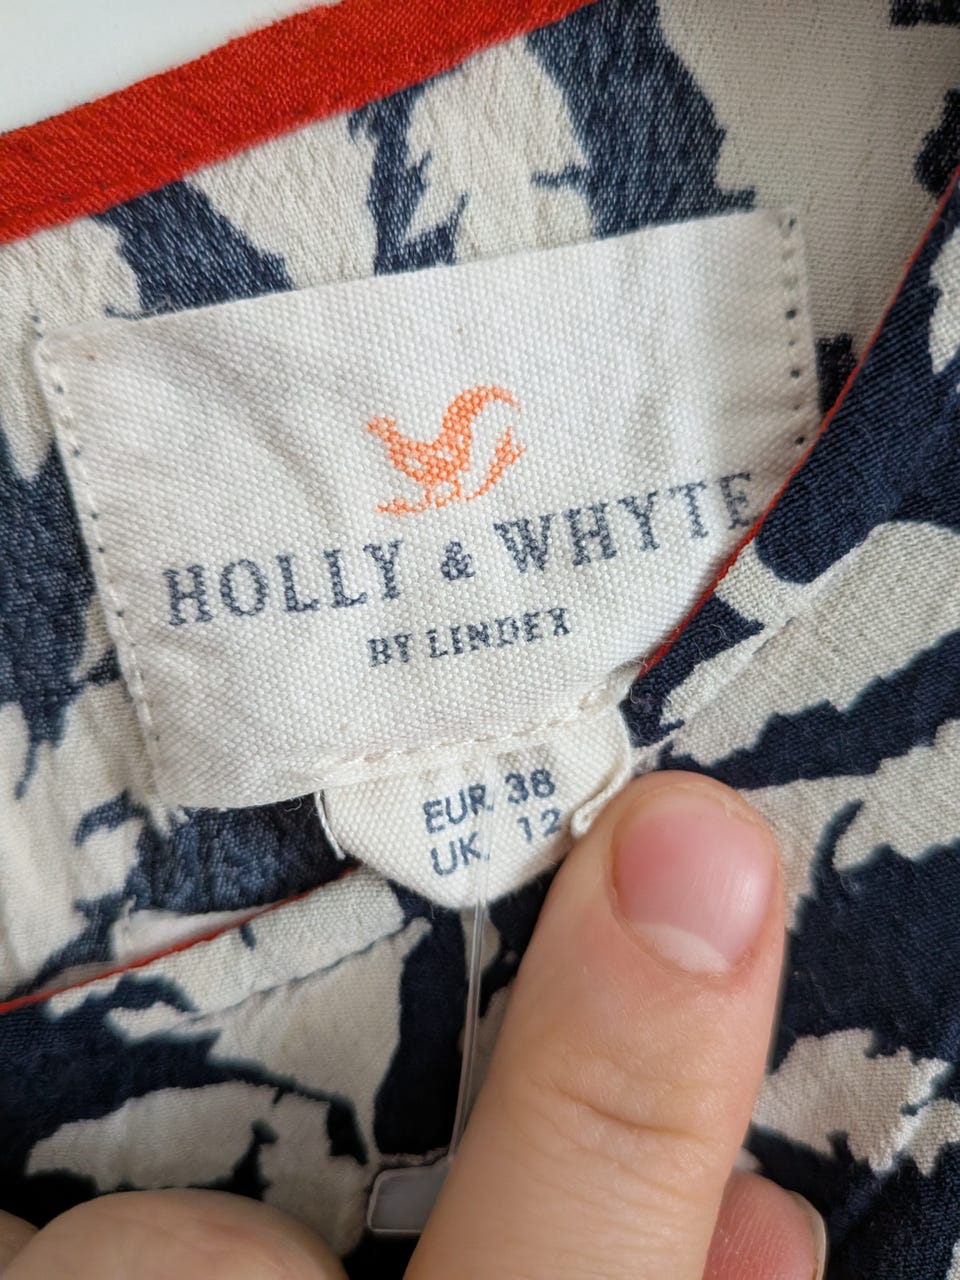 HOLLY & WHYTE
BY LINDEX
EUR. 38
UK. 12